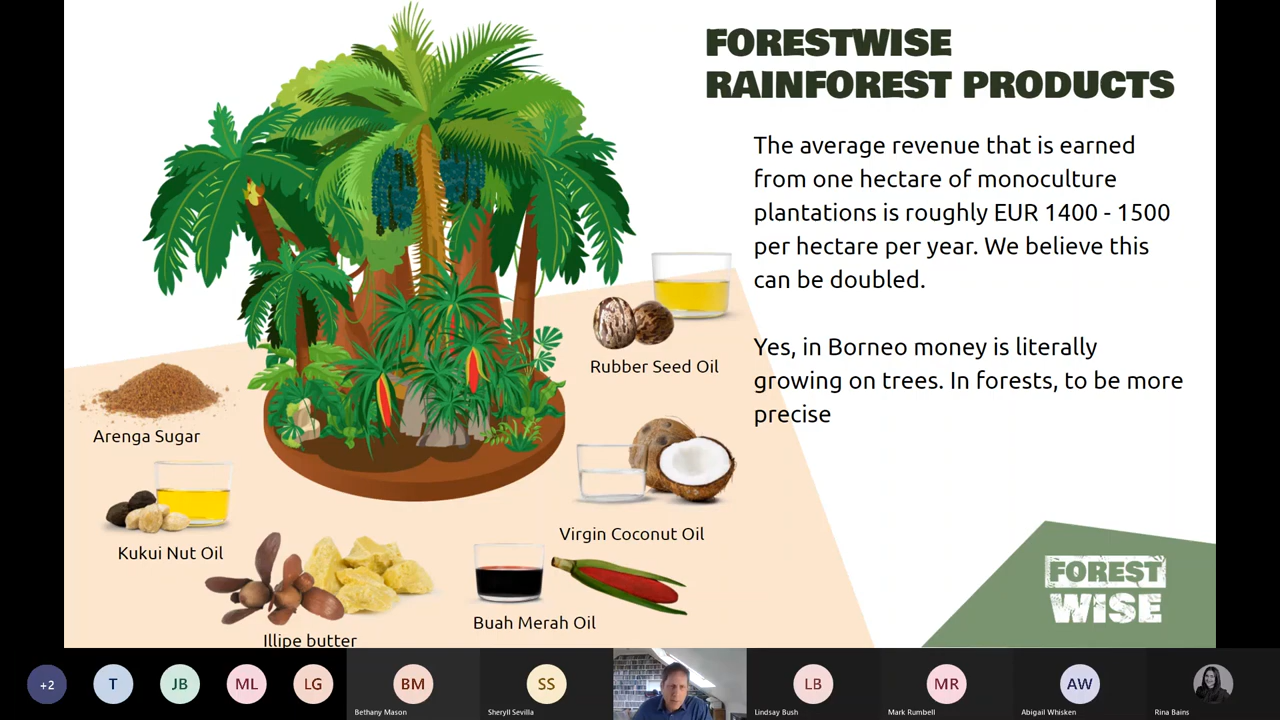 FORESTWISE
RAINFOREST PRODUCTS
The average revenue that is earned
from one hectare of monoculture
plantations is roughly EUR 1400 - 1500
per hectare per year. We believe this
can be doubled.
Yes, in Borneo money is literally
growing on trees. In forests, to be more
precise
Rubber Seed Oil
Arenga Sugar
Virgin Coconut Oil
Kukui Nut Oil
Buah Merah Oil
Illipe butter
FOREST
WISE
+2
T
JB
ML
LG
BM
Bethany Mason
SS
Sheryll Sevilla
LB
Lindsay Bush
MR
Mark Rumbell
AW
Abigail Whisken
Rina Bains